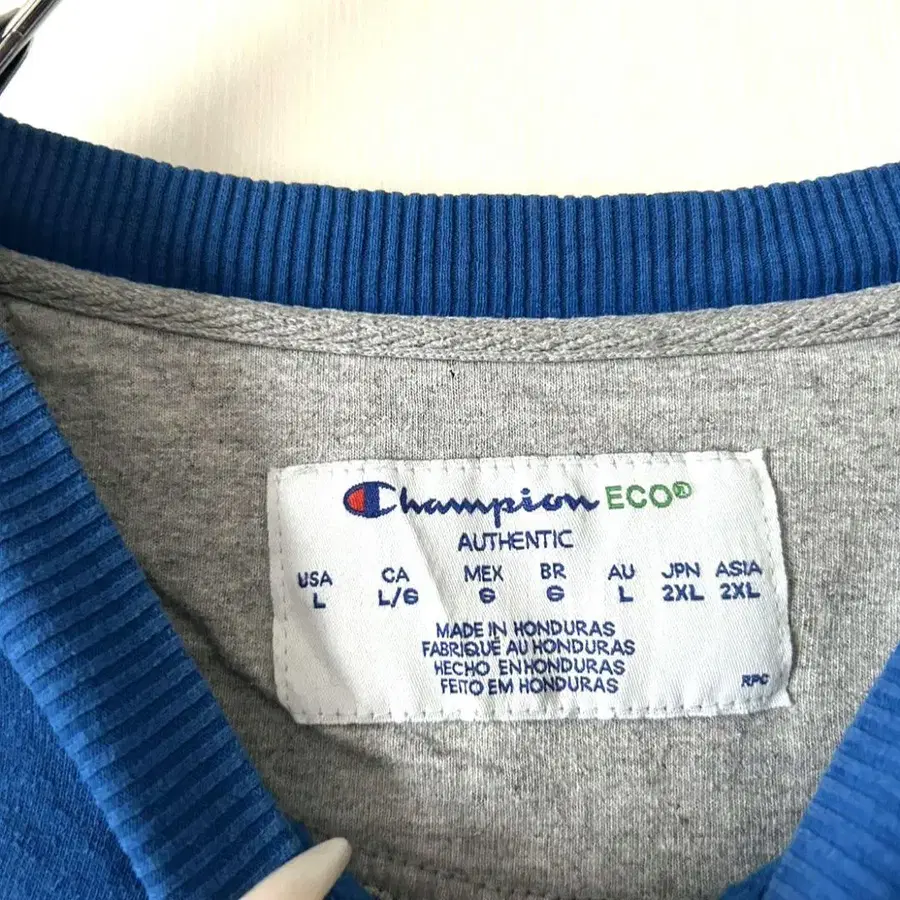 Champion ECO®
AUTHENTIC
USA CA MEX BR AU JPN ASIA
L L/G G G L 2XL 2XL
MADE IN HONDURAS
FABRIQUÉ AU HONDURAS
HECHO EN HONDURAS
FEITO EM HONDURAS
RPC